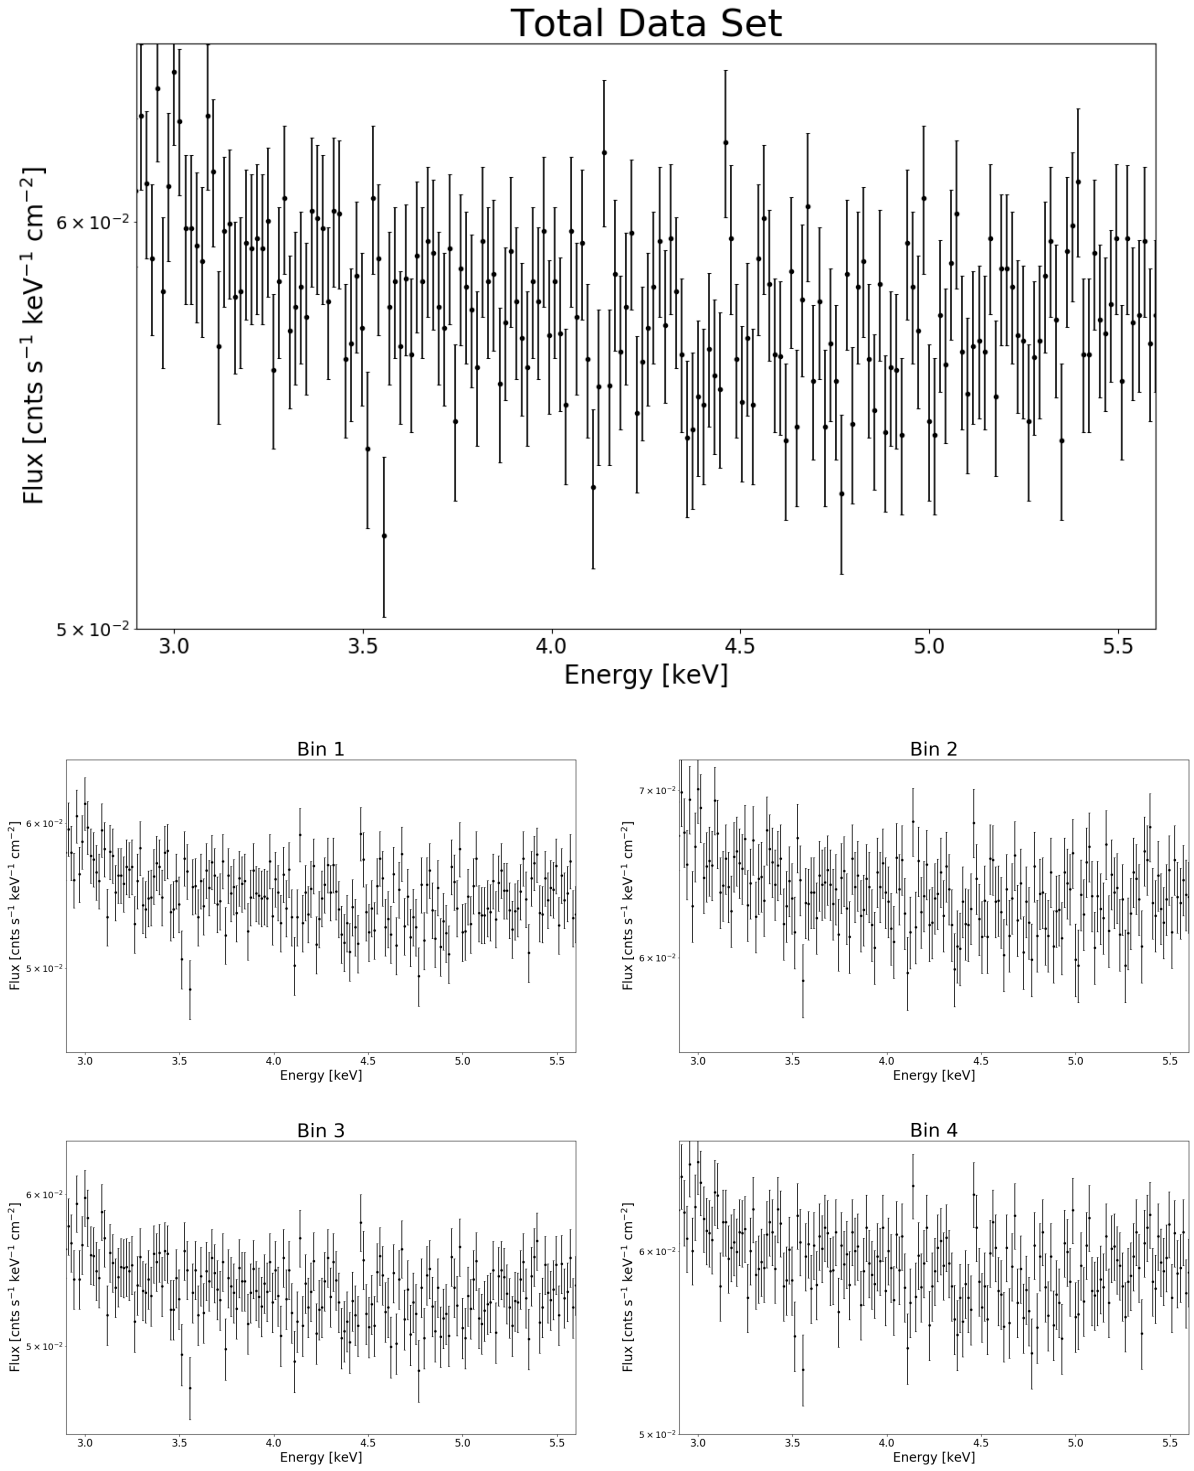 Total Data Set
Flux [cnts s⁻¹ keV⁻¹ cm⁻²]
6 × 10⁻²
5 × 10⁻²
3.0 3.5 4.0 4.5 5.0 5.5
Energy [keV]
Bin 1
Flux [cnts s⁻¹ keV⁻¹ cm⁻²]
6 × 10⁻²
5 × 10⁻²
3.0 3.5 4.0 4.5 5.0 5.5
Energy [keV]
Bin 2
Flux [cnts s⁻¹ keV⁻¹ cm⁻²]
7 × 10⁻²
6 × 10⁻²
3.0 3.5 4.0 4.5 5.0 5.5
Energy [keV]
Bin 3
Flux [cnts s⁻¹ keV⁻¹ cm⁻²]
6 × 10⁻²
5 × 10⁻²
3.0 3.5 4.0 4.5 5.0 5.5
Energy [keV]
Bin 4
Flux [cnts s⁻¹ keV⁻¹ cm⁻²]
6 × 10⁻²
5 × 10⁻²
3.0 3.5 4.0 4.5 5.0 5.5
Energy [keV]